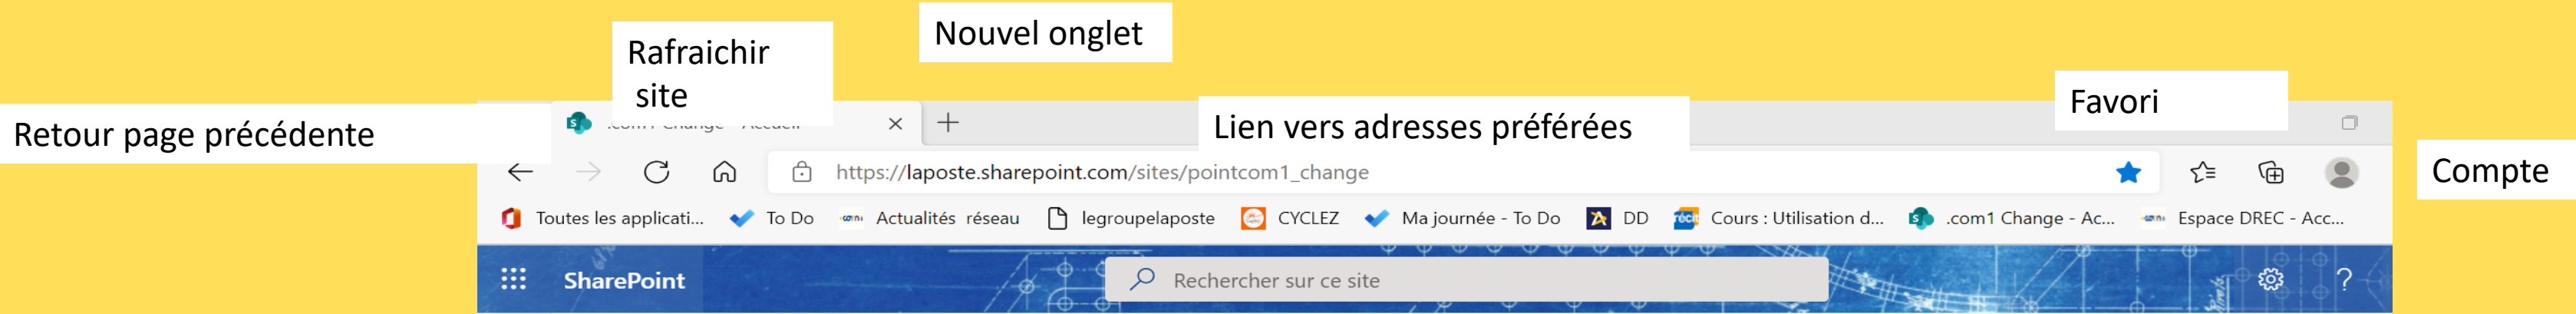 Nouvel onglet
Rafraichir
site
Favori
Retour page précédente
Lien vers adresses préférées
Compte
https://laposte.sharepoint.com/sites/pointcom1_change
Toutes les applicati... To Do Actualités réseau legroupelaposte CYCLEZ Ma journée - To Do DD Cours : Utilisation d... .com1 Change - Ac... Espace DREC - Acc...
SharePoint Rechercher sur ce site ?